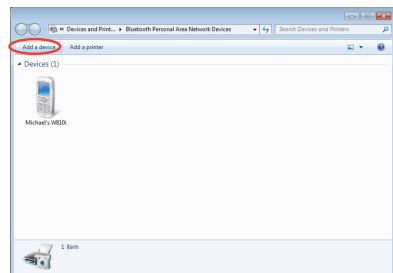 Devices and Print... Bluetooth Personal Area Network Devices Search Devices and Printers
Add a device Add a printer
Devices (1)
Michael's W810i
1 item